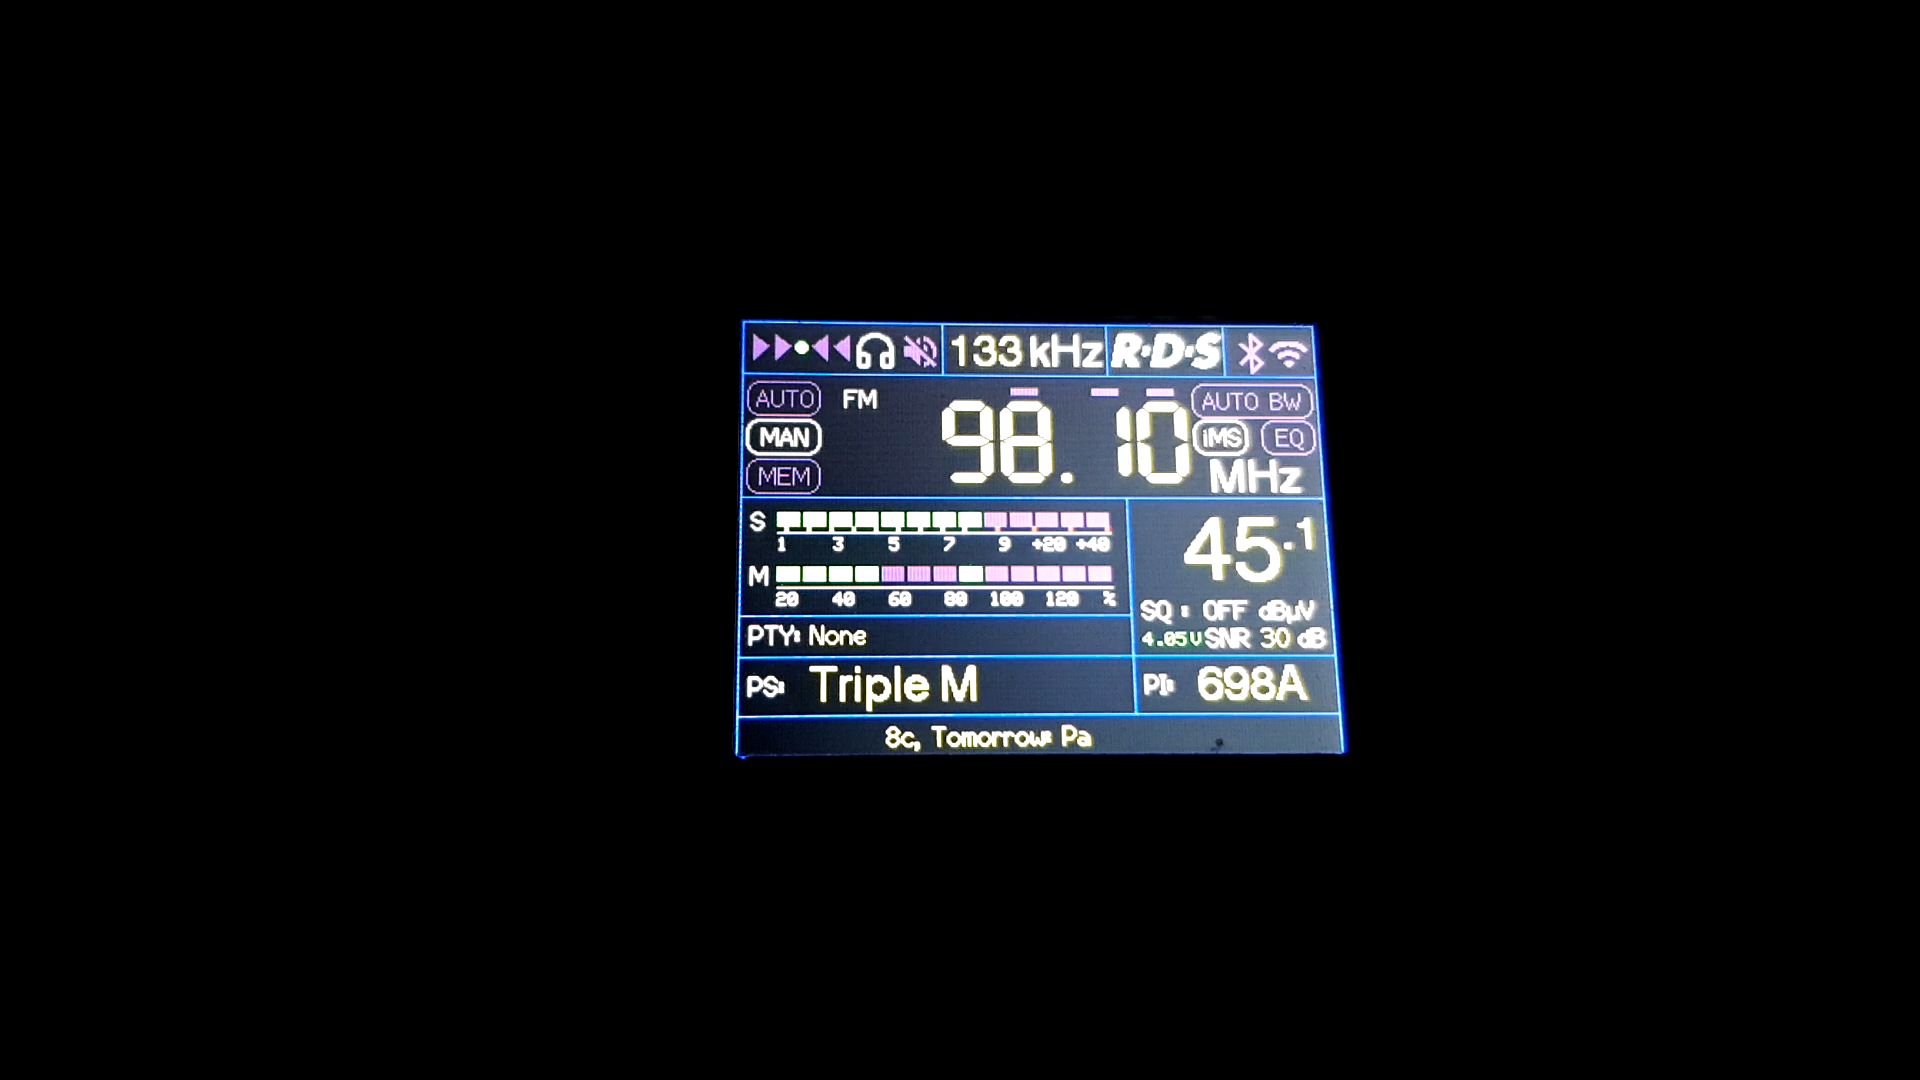 133 kHz R·D·S
AUTO FM AUTO BW
MAN 98.10 iMS EQ
MEM MHz
S 1 3 5 7 9 +20 +40
45.1
M 20 40 60 80 100 120 %
SQ : OFF dBµV
PTY: None 4.05V SNR 30 dB
PS: Triple M PI: 698A
8c, Tomorrow: Pa